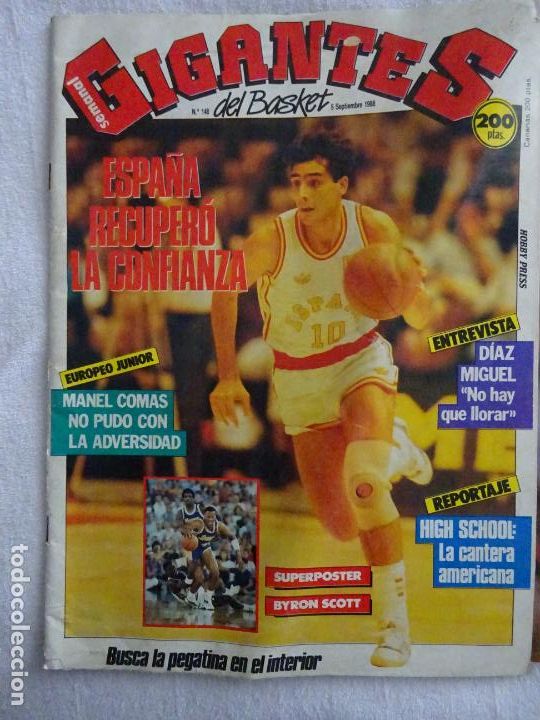 semanal
GIGANTES
del Basket
N.º 148
5 Septiembre 1988
200
ptas.
Canarias 200 ptas.
HOBBY PRESS
ESPAÑA
RECUPERÓ
LA CONFIANZA
ESPAÑA
10
ENTREVISTA
DÍAZ
MIGUEL
"No hay
que llorar"
EUROPEO JUNIOR
MANEL COMAS
NO PUDO CON
LA ADVERSIDAD
REPORTAJE
HIGH SCHOOL:
La cantera
americana
SUPERPOSTER
BYRON SCOTT
Busca la pegatina en el interior
todocoleccion